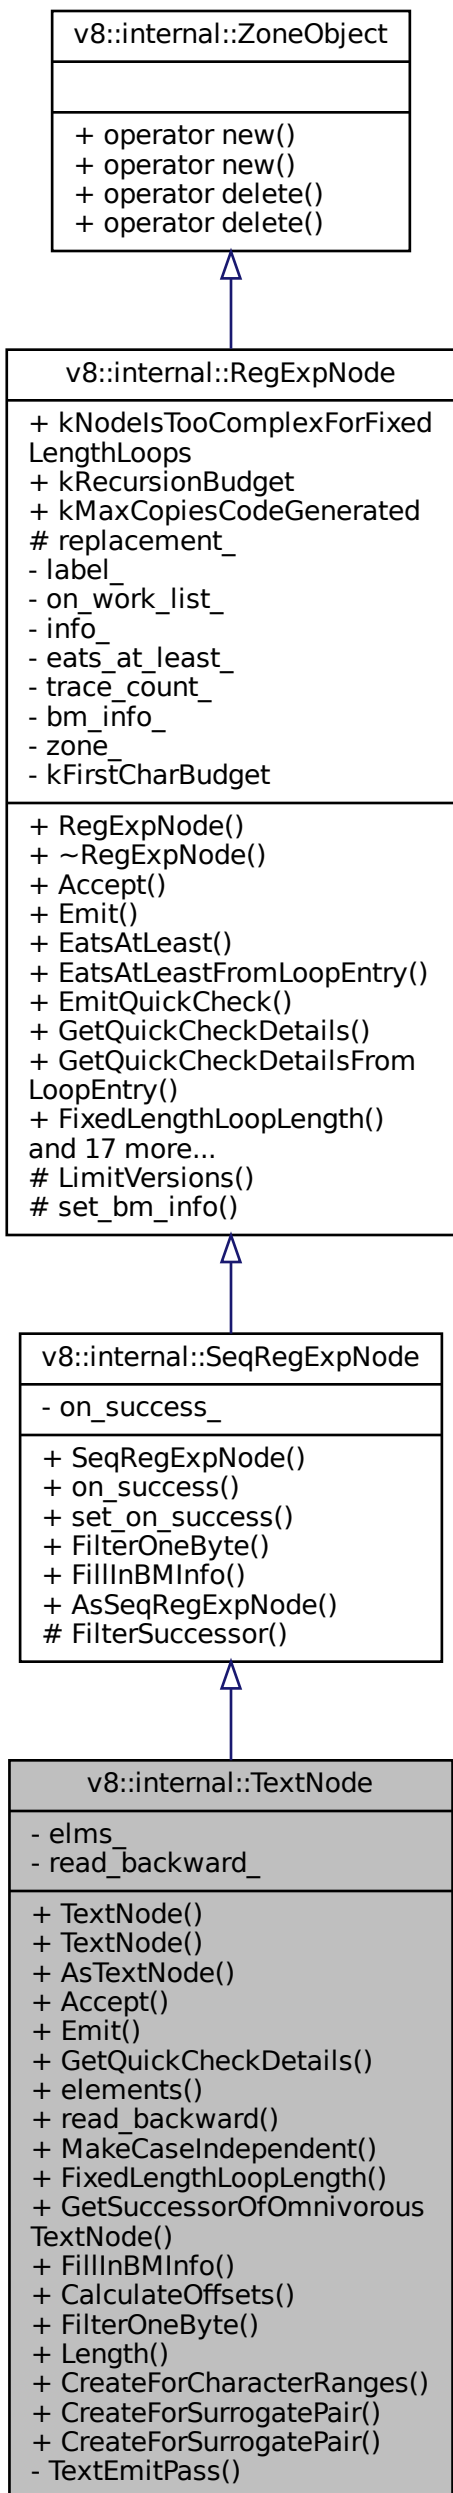 v8::internal::ZoneObject
+ operator new()
+ operator new()
+ operator delete()
+ operator delete()
v8::internal::RegExpNode
+ kNodeIsTooComplexForFixed
LengthLoops
+ kRecursionBudget
+ kMaxCopiesCodeGenerated
# replacement_
- label_
- on_work_list_
- info_
- eats_at_least_
- trace_count_
- bm_info_
- zone_
- kFirstCharBudget
+ RegExpNode()
+ ~RegExpNode()
+ Accept()
+ Emit()
+ EatsAtLeast()
+ EatsAtLeastFromLoopEntry()
+ EmitQuickCheck()
+ GetQuickCheckDetails()
+ GetQuickCheckDetailsFrom
LoopEntry()
+ FixedLengthLoopLength()
and 17 more...
# LimitVersions()
# set_bm_info()
v8::internal::SeqRegExpNode
- on_success_
+ SeqRegExpNode()
+ on_success()
+ set_on_success()
+ FilterOneByte()
+ FillInBMInfo()
+ AsSeqRegExpNode()
# FilterSuccessor()
v8::internal::TextNode
- elms_
- read_backward_
+ TextNode()
+ TextNode()
+ AsTextNode()
+ Accept()
+ Emit()
+ GetQuickCheckDetails()
+ elements()
+ read_backward()
+ MakeCaseIndependent()
+ FixedLengthLoopLength()
+ GetSuccessorOfOmnivorous
TextNode()
+ FillInBMInfo()
+ CalculateOffsets()
+ FilterOneByte()
+ Length()
+ CreateForCharacterRanges()
+ CreateForSurrogatePair()
+ CreateForSurrogatePair()
- TextEmitPass()